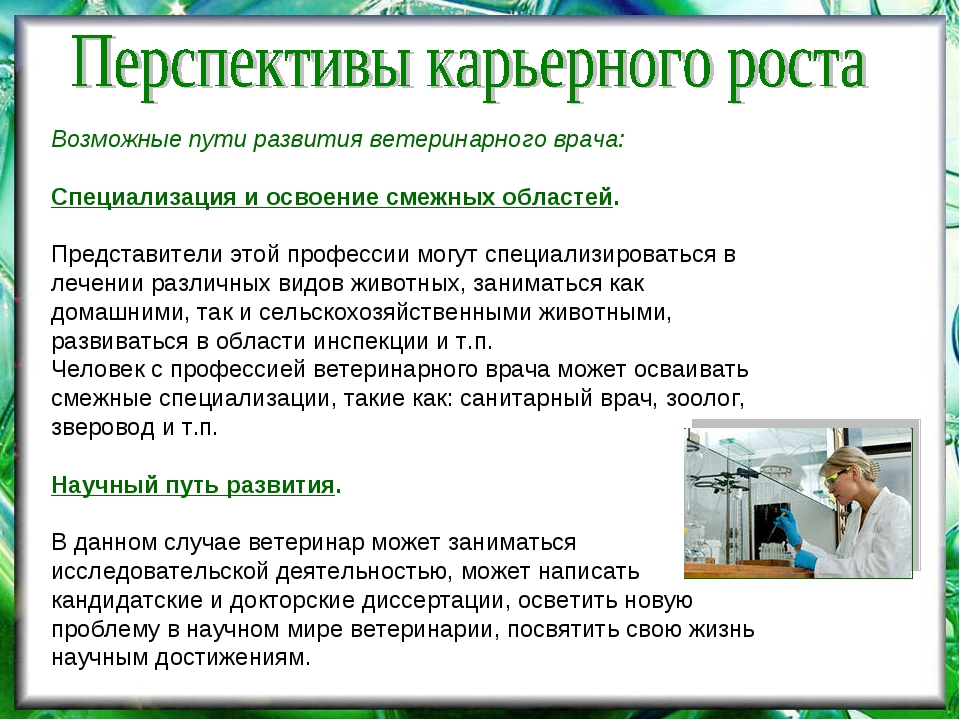 Перспективы карьерного роста
Возможные пути развития ветеринарного врача:
Специализация и освоение смежных областей.
Представители этой профессии могут специализироваться в
лечении различных видов животных, заниматься как
домашними, так и сельскохозяйственными животными,
развиваться в области инспекции и т.п.
Человек с профессией ветеринарного врача может осваивать
смежные специализации, такие как: санитарный врач, зоолог,
зверовод и т.п.
Научный путь развития.
В данном случае ветеринар может заниматься
исследовательской деятельностью, может написать
кандидатские и докторские диссертации, осветить новую
проблему в научном мире ветеринарии, посвятить свою жизнь
научным достижениям.